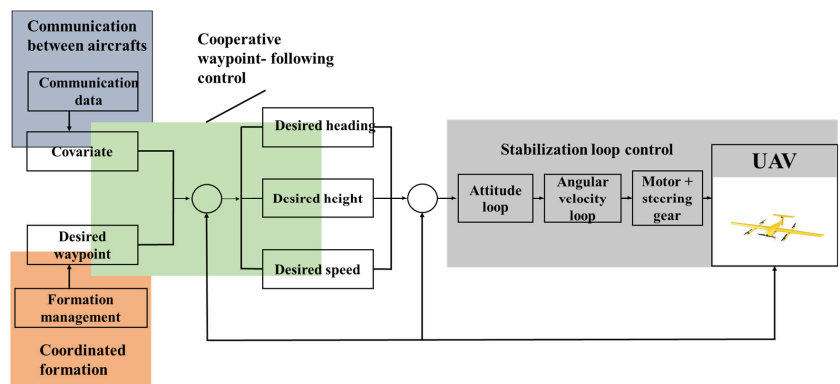 Communication
between aircrafts
Communication
data
Covariate
Cooperative
waypoint- following
control
Desired
waypoint
Formation
management
Coordinated
formation
Desired heading
Desired height
Desired speed
Stabilization loop control
Attitude
loop
Angular
velocity
loop
Motor +
steering
gear
UAV